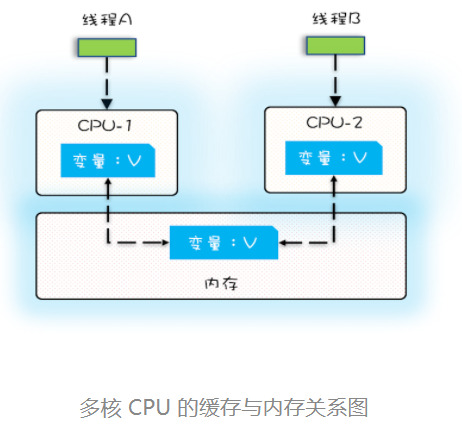 线程A
线程B
CPU-1
CPU-2
变量：V
变量：V
变量：V
内存
多核 CPU 的缓存与内存关系图